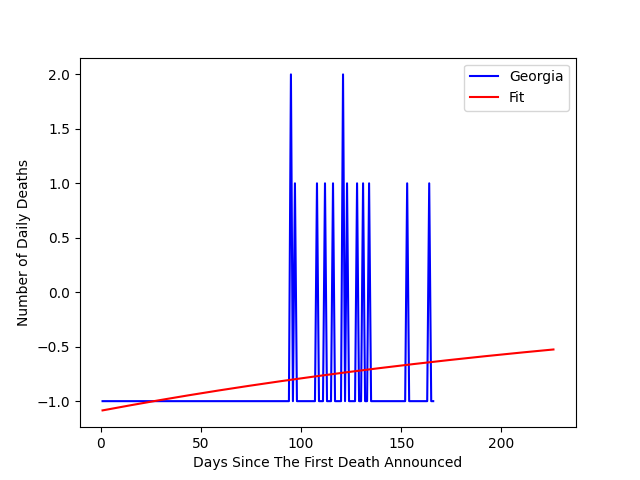 Georgia
Fit
2.0
1.5
1.0
0.5
0.0
−0.5
−1.0
Number of Daily Deaths
0 50 100 150 200
Days Since The First Death Announced